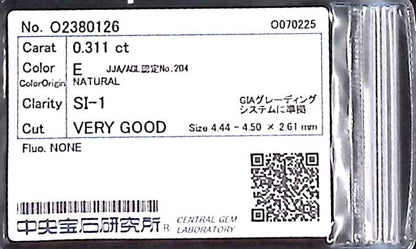 No. O2380126 O070225
Carat 0.311 ct
Color E JJA/AGL認定No.204
ColorOrigin NATURAL
Clarity SI-1 GIAグレーディング
システムに準拠
Cut VERY GOOD Size 4.44 - 4.50 × 2.61 mm
Fluo. NONE
中央宝石研究所® CENTRAL GEM
LABORATORY